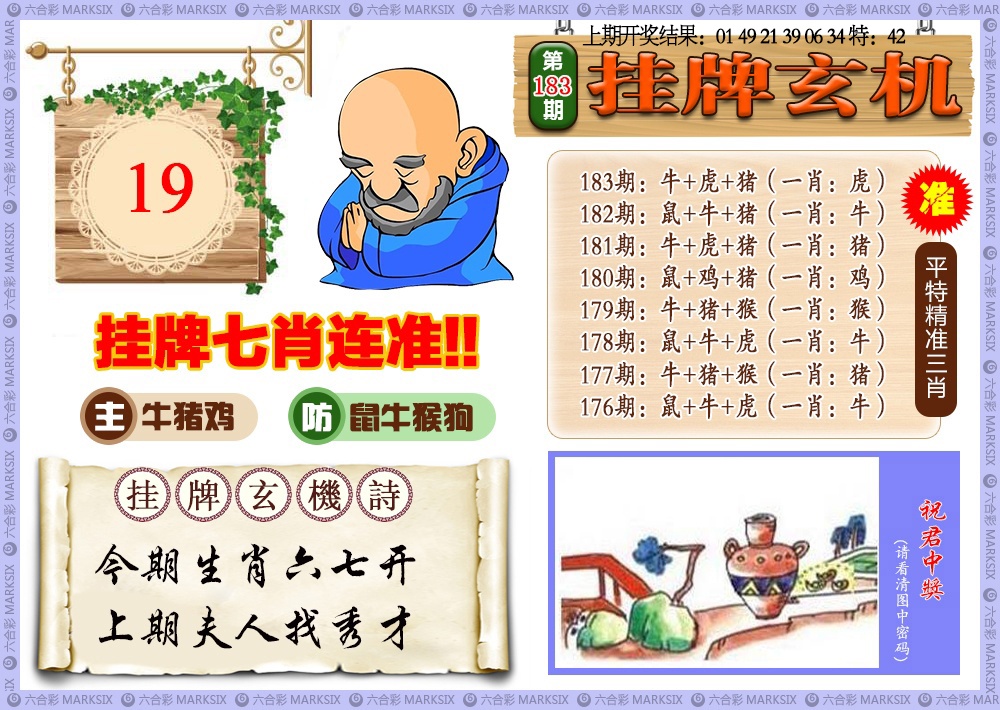 六合彩 MARKSIX
上期开奖结果：01 49 21 39 06 34 特：42
第183期
挂牌玄机
19
挂牌七肖连准!!
主 牛猪鸡
防 鼠牛猴狗
183期：牛+虎+猪（一肖：虎）
182期：鼠+牛+猪（一肖：牛）
181期：牛+虎+猪（一肖：猪）
180期：鼠+鸡+猪（一肖：鸡）
179期：牛+猪+猴（一肖：猴）
178期：鼠+牛+虎（一肖：牛）
177期：牛+猪+猴（一肖：猪）
176期：鼠+牛+虎（一肖：牛）
准
平特精准三肖
挂牌玄機詩
今期生肖六七开
上期夫人找秀才
祝君中獎
（请看清图中密码）